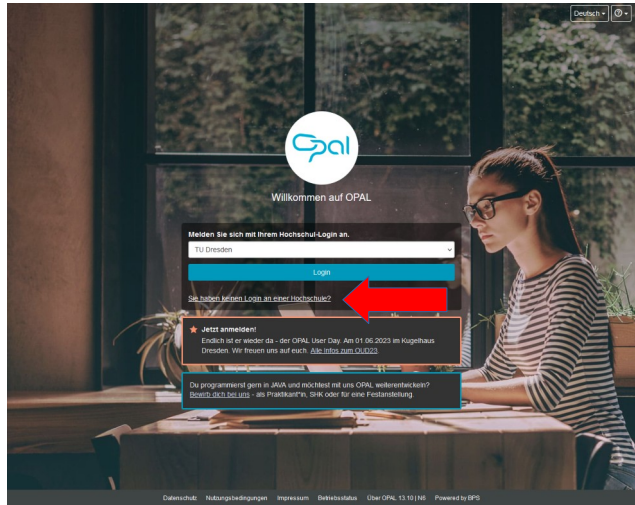 Deutsch
Opal
Willkommen auf OPAL
Melden Sie sich mit Ihrem Hochschul-Login an.
TU Dresden
Login
Sie haben keinen Login an einer Hochschule?
Jetzt anmelden!
Endlich ist er wieder da - der OPAL User Day. Am 01.06.2023 im Kugelhaus
Dresden. Wir freuen uns auf euch. Alle Infos zum OUD23.
Du programmierst gern in JAVA und möchtest mit uns OPAL weiterentwickeln?
Bewirb dich bei uns - als Praktikant*in, SHK oder für eine Festanstellung.
Datenschutz Nutzungsbedingungen Impressum Betriebsstatus Über OPAL 13.10 | N6 Powered by BPS